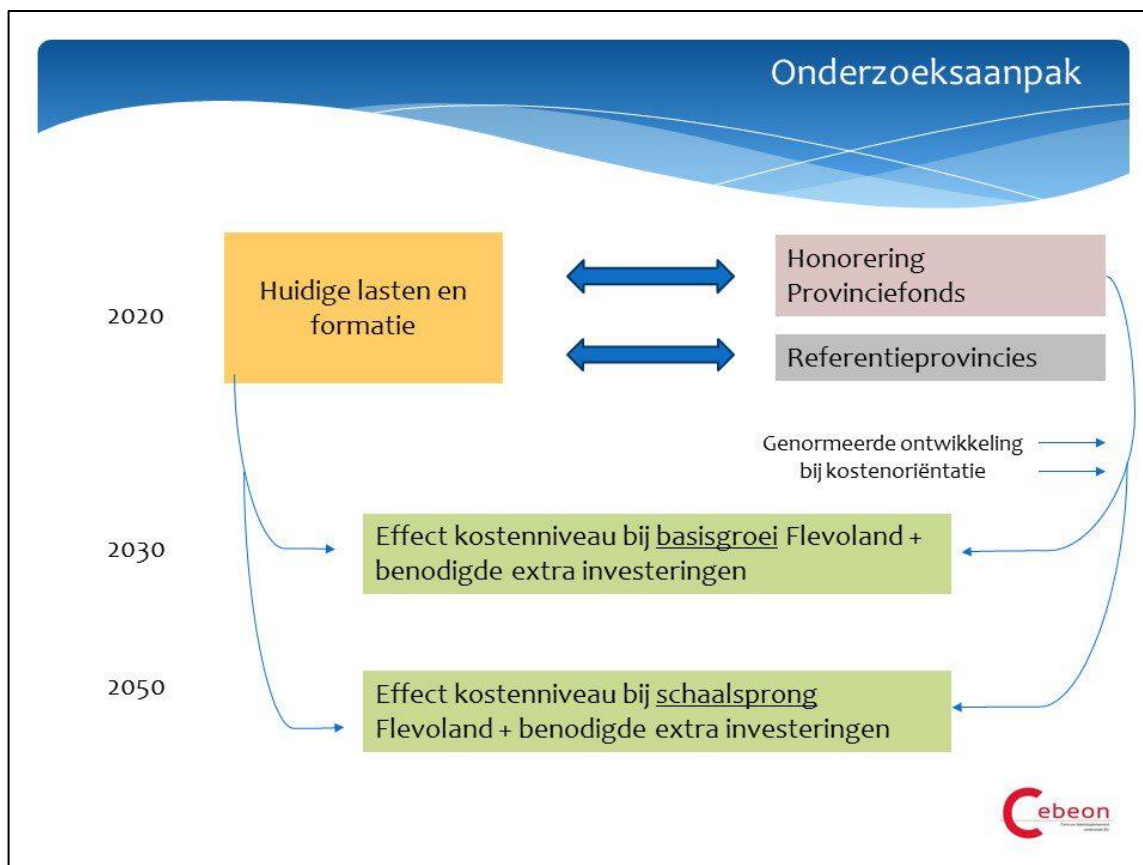 Onderzoeksaanpak
2020
Huidige lasten en
formatie
Honorering
Provinciefonds
Referentieprovincies
Genormeerde ontwikkeling
bij kostenoriëntatie
2030
Effect kostenniveau bij basisgroei Flevoland +
benodigde extra investeringen
2050
Effect kostenniveau bij schaalsprong
Flevoland + benodigde extra investeringen
Cebeon